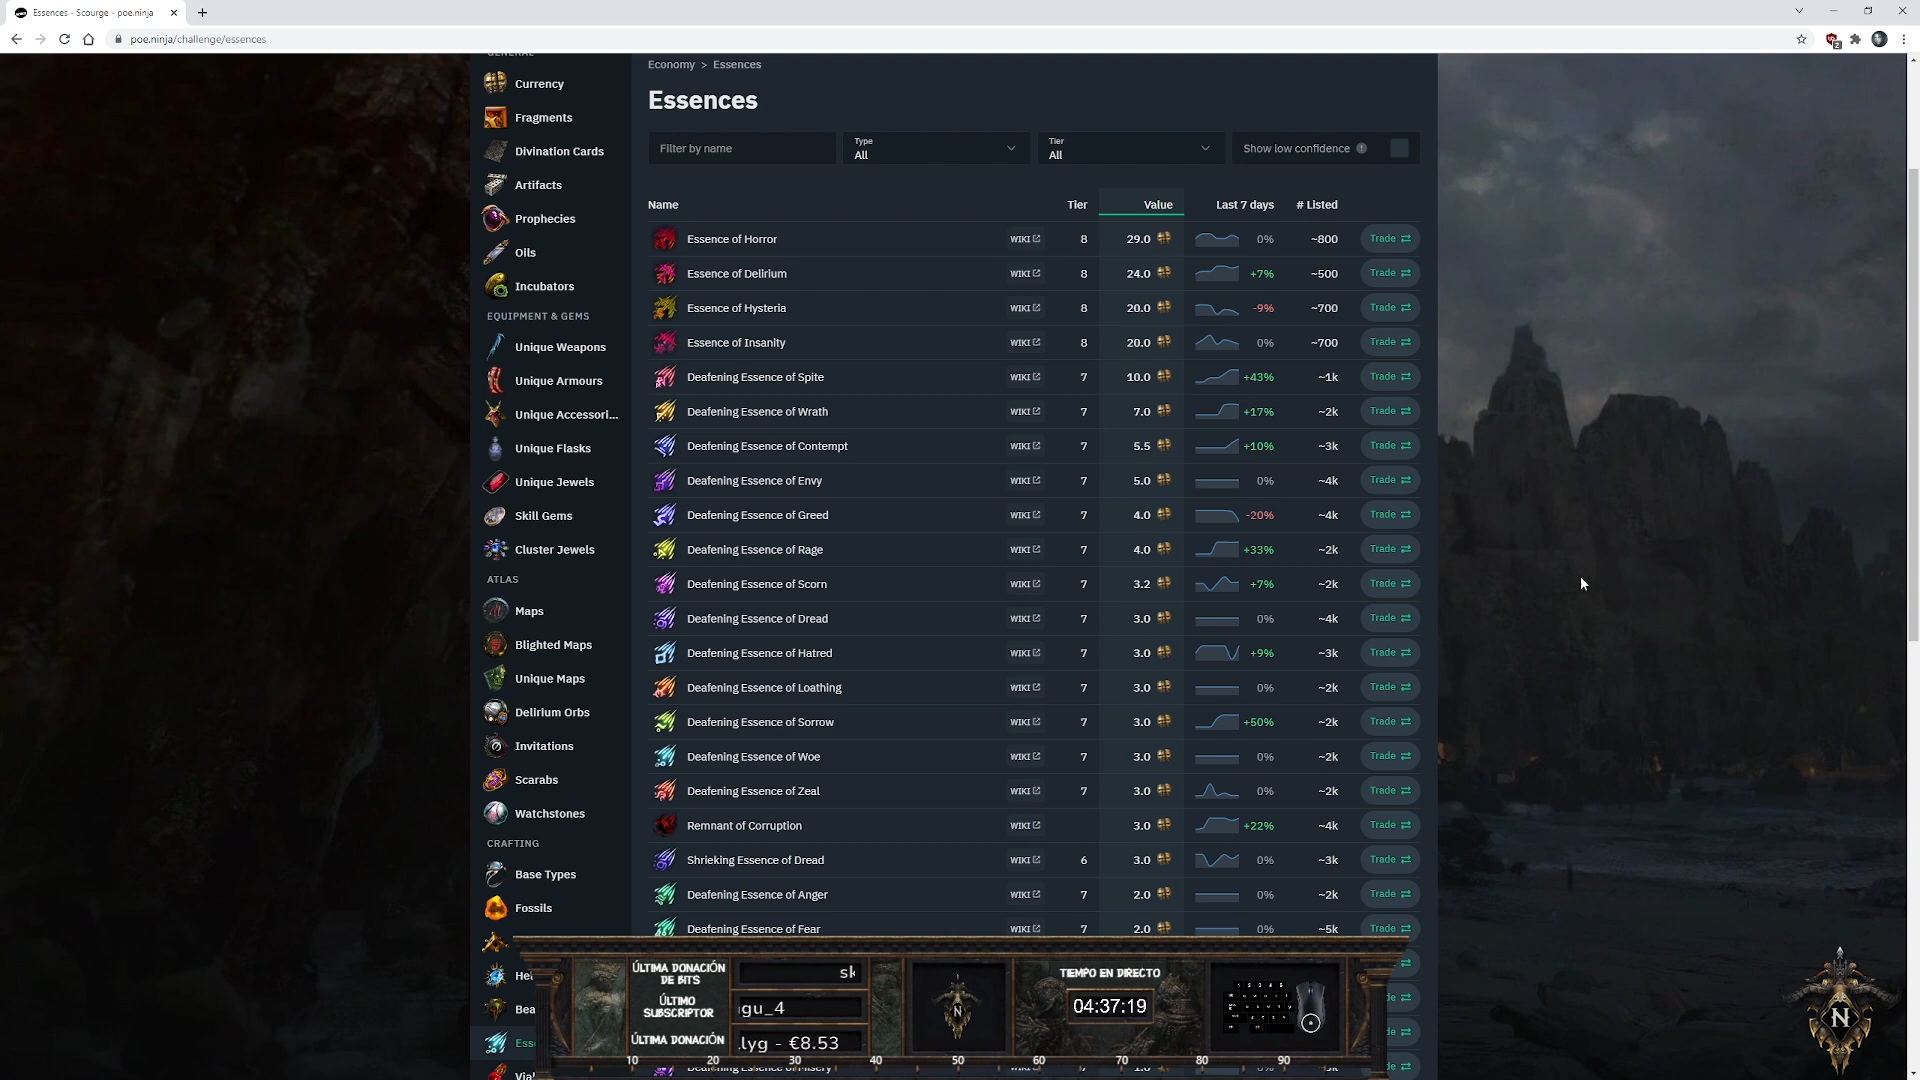 Essences - Scourge - poe.ninja
poe.ninja/challenge/essences
2
GENERAL
Currency
Fragments
Divination Cards
Artifacts
Prophecies
Oils
Incubators
EQUIPMENT & GEMS
Unique Weapons
Unique Armours
Unique Accessori...
Unique Flasks
Unique Jewels
Skill Gems
Cluster Jewels
ATLAS
Maps
Blighted Maps
Unique Maps
Delirium Orbs
Invitations
Scarabs
Watchstones
CRAFTING
Base Types
Fossils
Hel
Bea
Ess
Vial
Economy > Essences
Essences
Filter by name
Type
All
Tier
All
Show low confidence
Name Tier Value Last 7 days # Listed
Essence of Horror WIKI 8 29.0 0% ~800 Trade
Essence of Delirium WIKI 8 24.0 +7% ~500 Trade
Essence of Hysteria WIKI 8 20.0 -9% ~700 Trade
Essence of Insanity WIKI 8 20.0 0% ~700 Trade
Deafening Essence of Spite WIKI 7 10.0 +43% ~1k Trade
Deafening Essence of Wrath WIKI 7 7.0 +17% ~2k Trade
Deafening Essence of Contempt WIKI 7 5.5 +10% ~3k Trade
Deafening Essence of Envy WIKI 7 5.0 0% ~4k Trade
Deafening Essence of Greed WIKI 7 4.0 -20% ~4k Trade
Deafening Essence of Rage WIKI 7 4.0 +33% ~2k Trade
Deafening Essence of Scorn WIKI 7 3.2 +7% ~2k Trade
Deafening Essence of Dread WIKI 7 3.0 0% ~4k Trade
Deafening Essence of Hatred WIKI 7 3.0 +9% ~3k Trade
Deafening Essence of Loathing WIKI 7 3.0 0% ~2k Trade
Deafening Essence of Sorrow WIKI 7 3.0 +50% ~2k Trade
Deafening Essence of Woe WIKI 7 3.0 0% ~2k Trade
Deafening Essence of Zeal WIKI 7 3.0 0% ~2k Trade
Remnant of Corruption WIKI 3.0 +22% ~4k Trade
Shrieking Essence of Dread WIKI 6 3.0 0% ~3k Trade
Deafening Essence of Anger WIKI 7 2.0 0% ~2k Trade
Deafening Essence of Fear WIKI 7 2.0 0% ~5k Trade
ÚLTIMA DONACIÓN
DE BITS
sk
ÚLTIMO
SUBSCRIPTOR
gu_4
ÚLTIMA DONACIÓN
.lyg - €8.53
N
TIEMPO EN DIRECTO
04:37:19
10 20 30 40 50 60 70 80 90
Deafening Essence of Misery
N